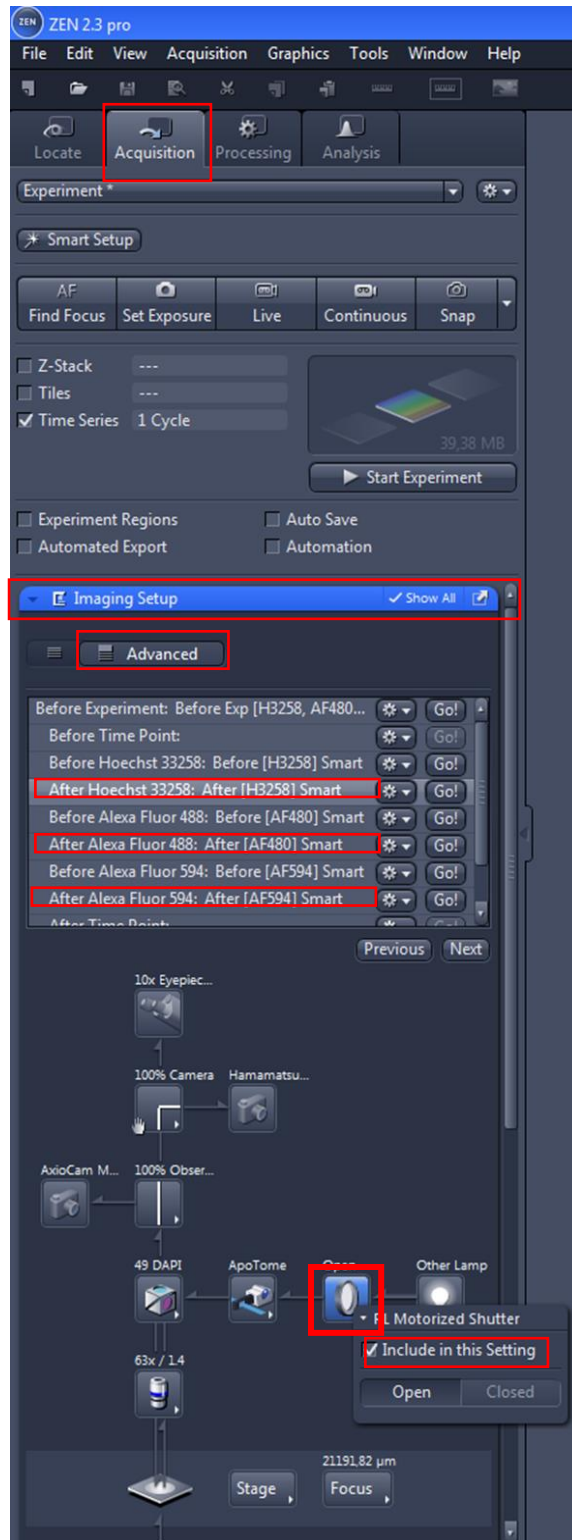 ZEN ZEN 2.3 pro
File Edit View Acquisition Graphics Tools Window Help
Locate Acquisition Processing Analysis
Experiment *
Smart Setup
AF
Find Focus Set Exposure Live Continuous Snap
Z-Stack ---
Tiles ---
Time Series 1 Cycle
39,38 MB
Start Experiment
Experiment Regions Auto Save
Automated Export Automation
Imaging Setup Show All
Advanced
Before Experiment: Before Exp [H3258, AF480... Go!
Before Time Point: Go!
Before Hoechst 33258: Before [H3258] Smart Go!
After Hoechst 33258: After [H3258] Smart Go!
Before Alexa Fluor 488: Before [AF480] Smart Go!
After Alexa Fluor 488: After [AF480] Smart Go!
Before Alexa Fluor 594: Before [AF594] Smart Go!
After Alexa Fluor 594: After [AF594] Smart Go!
After Time Point:
Previous Next
10x Eyepiec...
100% Camera Hamamatsu...
AxioCam M... 100% Obser...
49 DAPI ApoTome Open Other Lamp
RL Motorized Shutter
Include in this Setting
Open Closed
63x / 1.4
21191,82 µm
Stage Focus